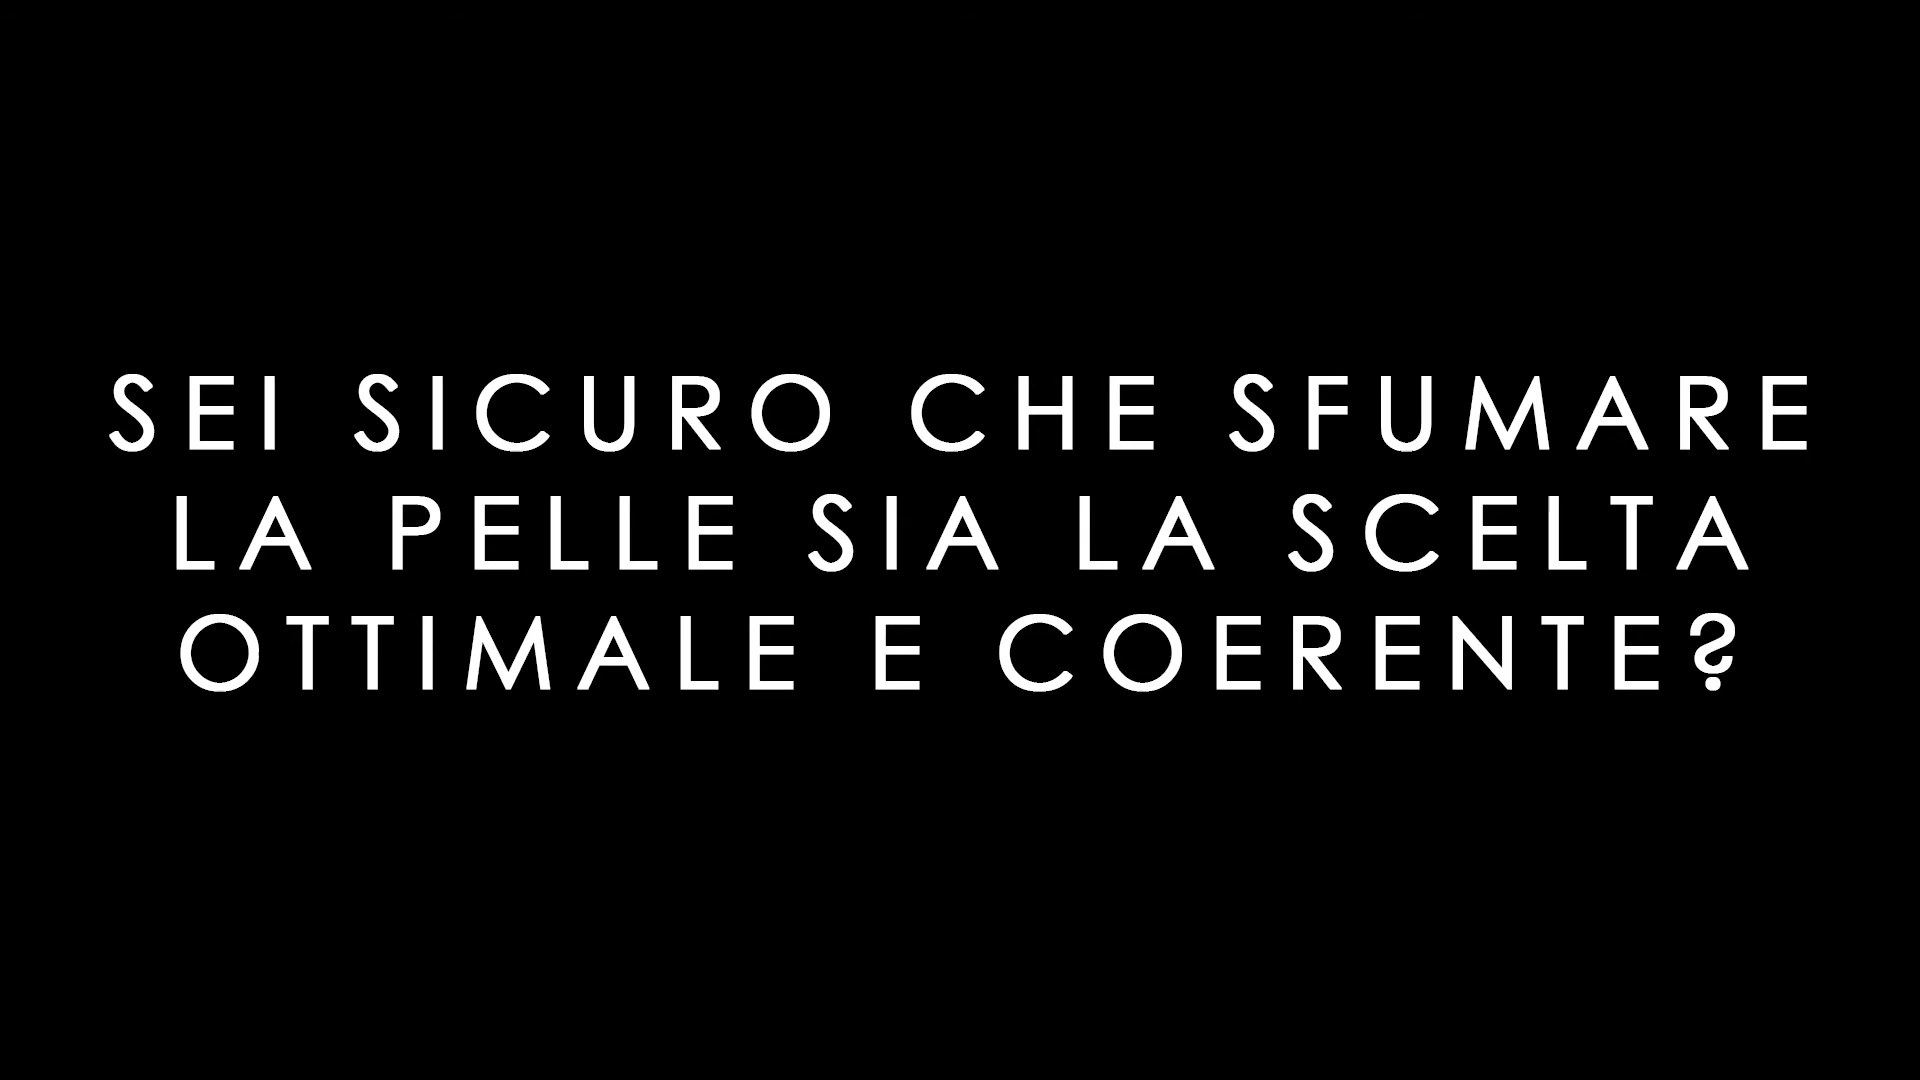 SEI SICURO CHE SFUMARE
LA PELLE SIA LA SCELTA
OTTIMALE E COERENTE?